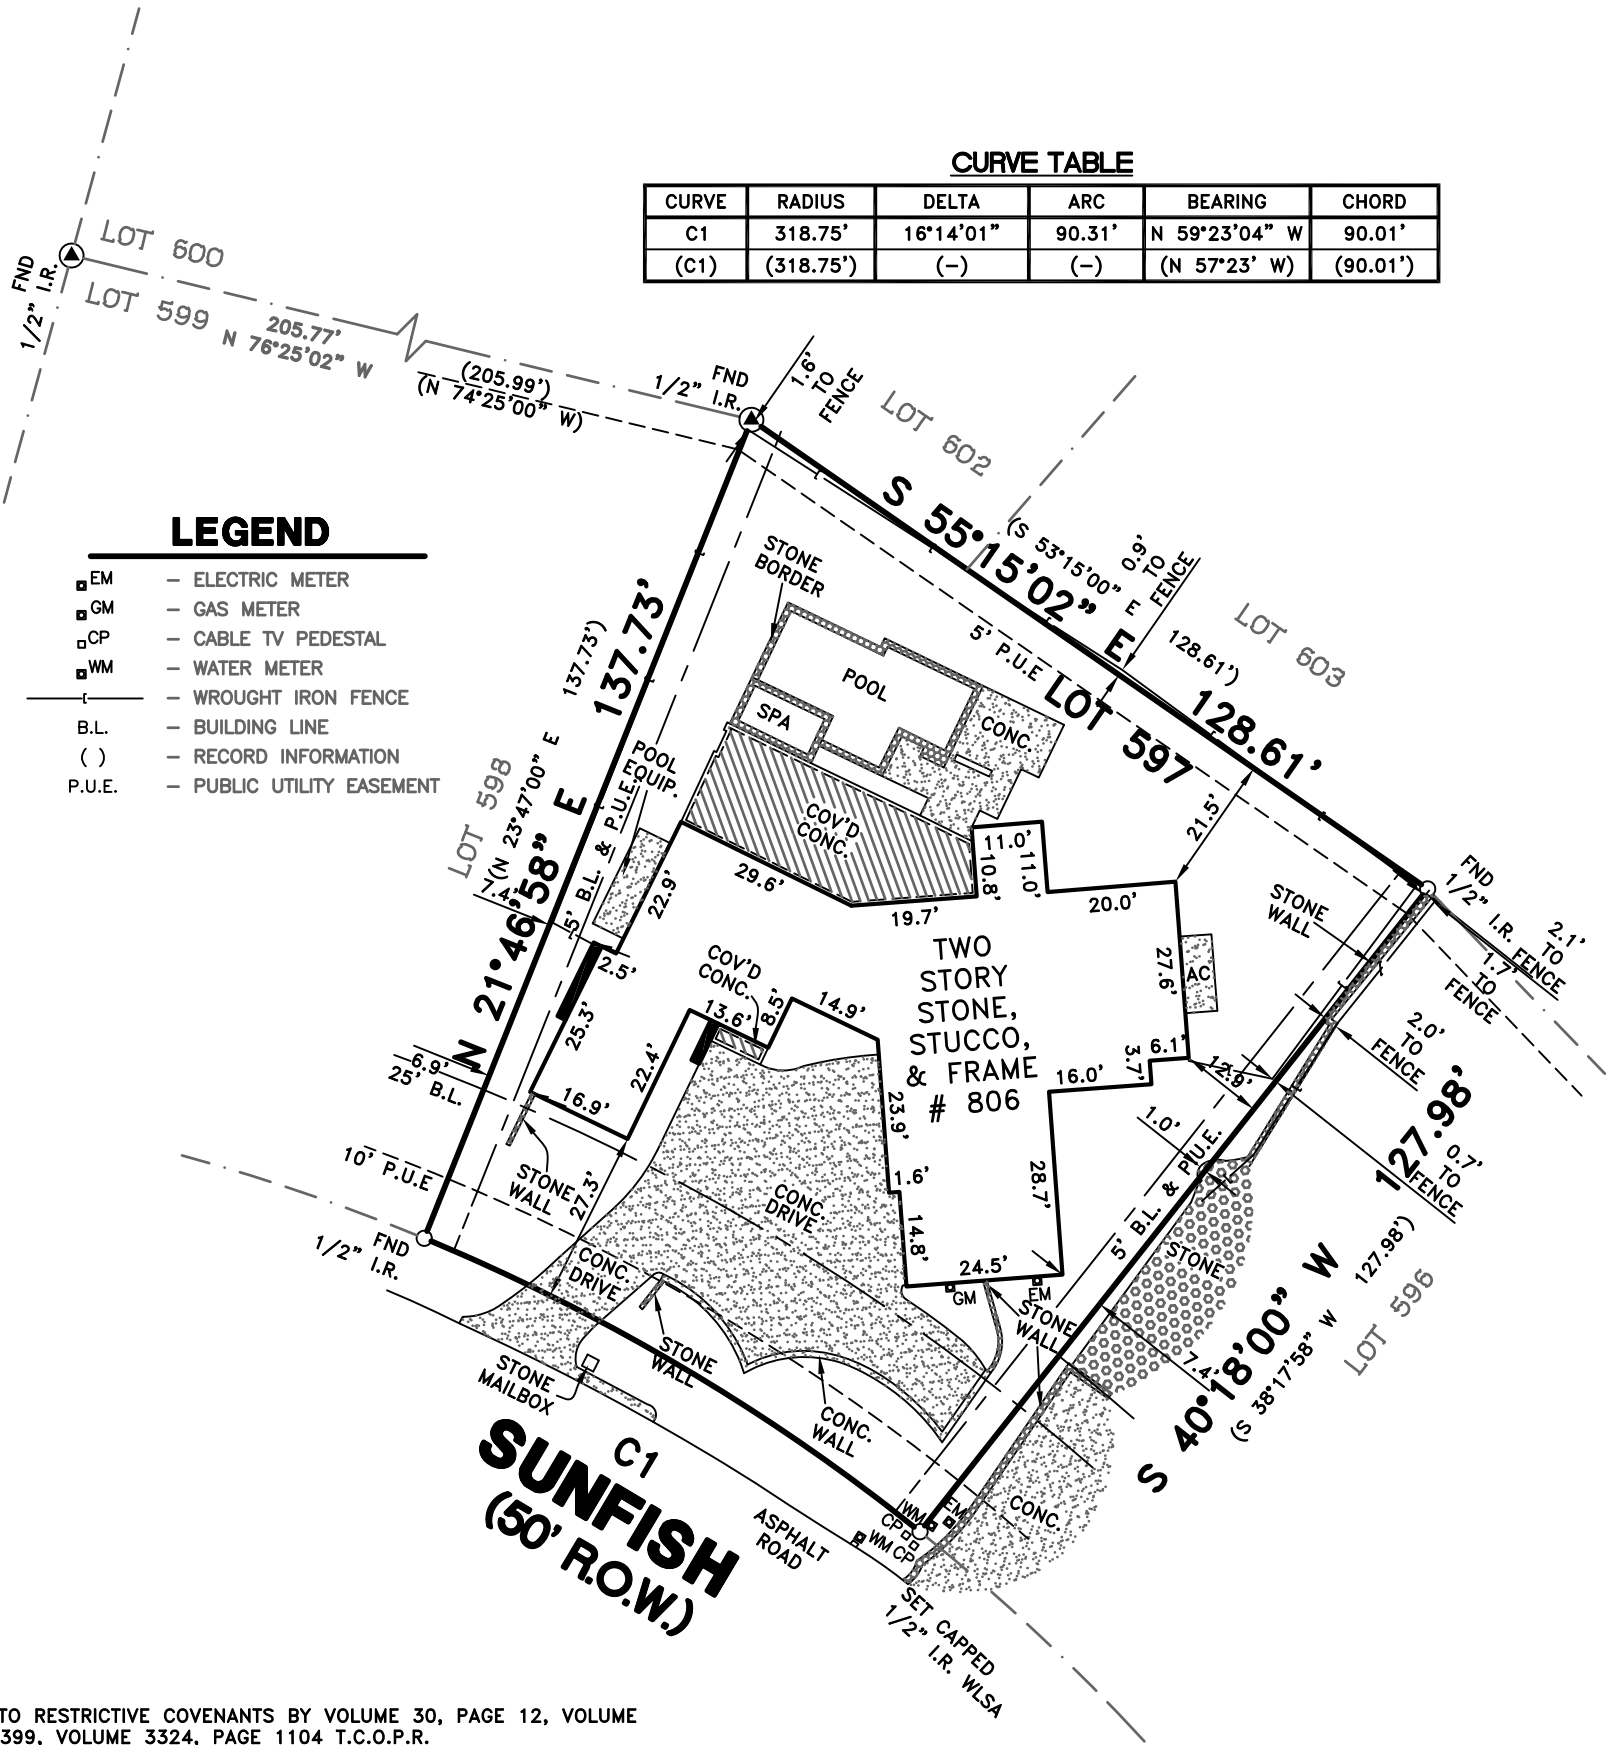 CURVE TABLE
CURVE RADIUS DELTA ARC BEARING CHORD
C1 318.75' 16°14'01" 90.31' N 59°23'04" W 90.01'
(C1) (318.75') (-) (-) (N 57°23' W) (90.01')
LOT 600
FND
1/2" I.R.
LOT 599
205.77'
N 76°25'02" W
(205.99')
(N 74°25'00" W)
FND
1/2" I.R.
1.6'
TO
FENCE
LOT 602
S 55°15'02" E 128.61'
(S 53°15'00" E 128.61')
0.9'
TO
FENCE
LOT 603
5' P.U.E
LOT 597
LEGEND
EM - ELECTRIC METER
GM - GAS METER
CP - CABLE TV PEDESTAL
WM - WATER METER
- WROUGHT IRON FENCE
B.L. - BUILDING LINE
( ) - RECORD INFORMATION
P.U.E. - PUBLIC UTILITY EASEMENT
N 21°46'58" E 137.73'
(N 23°47'00" E 137.73')
LOT 598
STONE
BORDER
POOL
SPA
CONC.
POOL
EQUIP.
5' B.L. & P.U.E.
COV'D
CONC.
21.5'
11.0'
11.0'
10.8'
29.6'
19.7'
20.0'
22.9'
7.4'
2.5'
25.3'
COV'D
CONC.
13.6'
8.5'
14.9'
22.4'
16.9'
TWO
STORY
STONE,
STUCCO,
& FRAME
# 806
27.6'
AC
6.1'
3.7'
16.0'
12.9'
1.0'
23.9'
1.6'
14.8'
28.7'
24.5'
GM
EM
6.9'
25' B.L.
10' P.U.E
STONE
WALL
27.3'
FND
1/2" I.R.
CONC.
DRIVE
CONC.
DRIVE
STONE
WALL
STONE
MAILBOX
CONC.
WALL
STONE
WALL
5' B.L. & P.U.E.
STONE
7.4'
STONE
WALL
FND
1/2" I.R.
2.1'
TO
FENCE
1.7'
TO
FENCE
2.0'
TO
FENCE
0.7'
TO
FENCE
S 40°18'00" W 127.98'
(S 38°17'58" W 127.98')
LOT 596
C1
SUNFISH
(50' R.O.W.)
ASPHALT
ROAD
WM
EM
CP
WM
CP
CONC.
SET CAPPED
1/2" I.R. WLSA
TO RESTRICTIVE COVENANTS BY VOLUME 30, PAGE 12, VOLUME
399, VOLUME 3324, PAGE 1104 T.C.O.P.R.